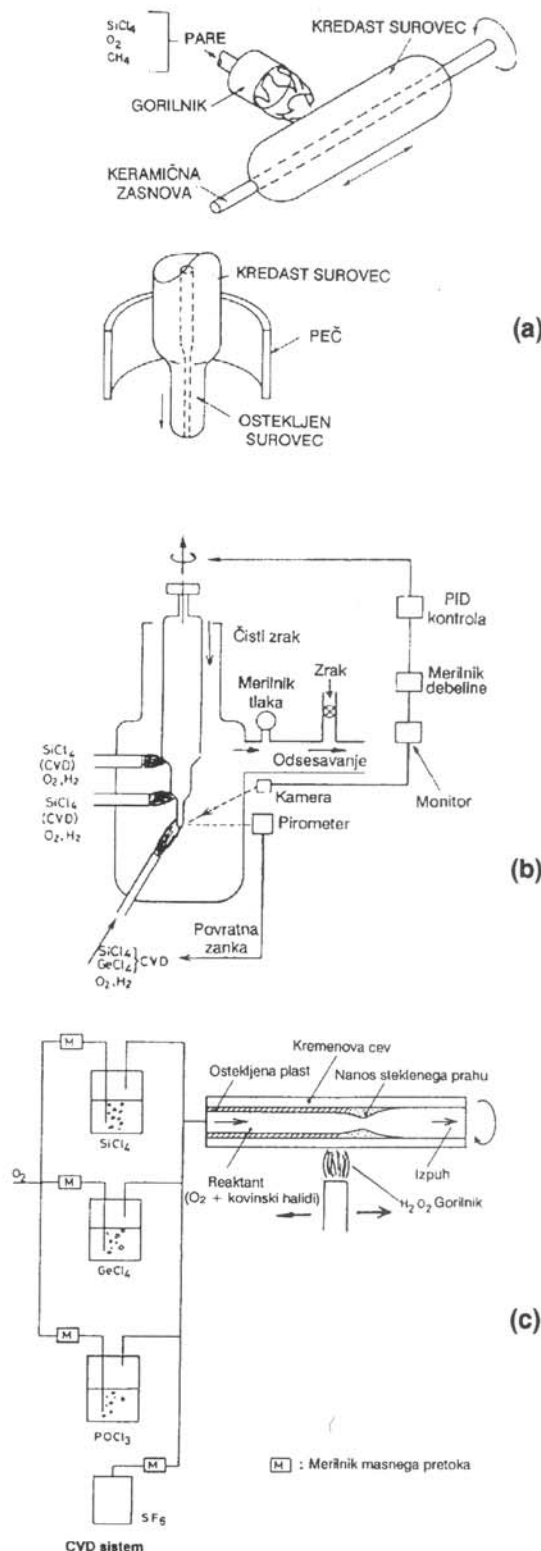 SiCl₄
O₂
CH₄
PARE
GORILNIK
KREDAST SUROVEC
KERAMIČNA
ZASNOVA
KREDAST SUROVEC
PEČ
OSTEKLJEN
SUROVEC
(a)
PID
kontrola
Čisti zrak
Merilnik
tlaka
Zrak
Merilnik
debeline
SiCl₄
(CVD)
O₂,H₂
Odsesavanje
SiCl₄
(CVD)
O₂,H₂
Kamera
Monitor
Pirometer
(b)
Povratna
zanka
SiCl₄
GeCl₄ } CVD
O₂,H₂
M
Kremenova cev
Ostekljena plast
Nanos steklenega prahu
SiCl₄
O₂
M
Reaktant
(O₂ + kovinski halidi)
Izpuh
H₂O₂ Gorilnik
GeCl₄
(c)
M
POCl₃
M
M : Merilnik masnega pretoka
SF₆
CVD sistem